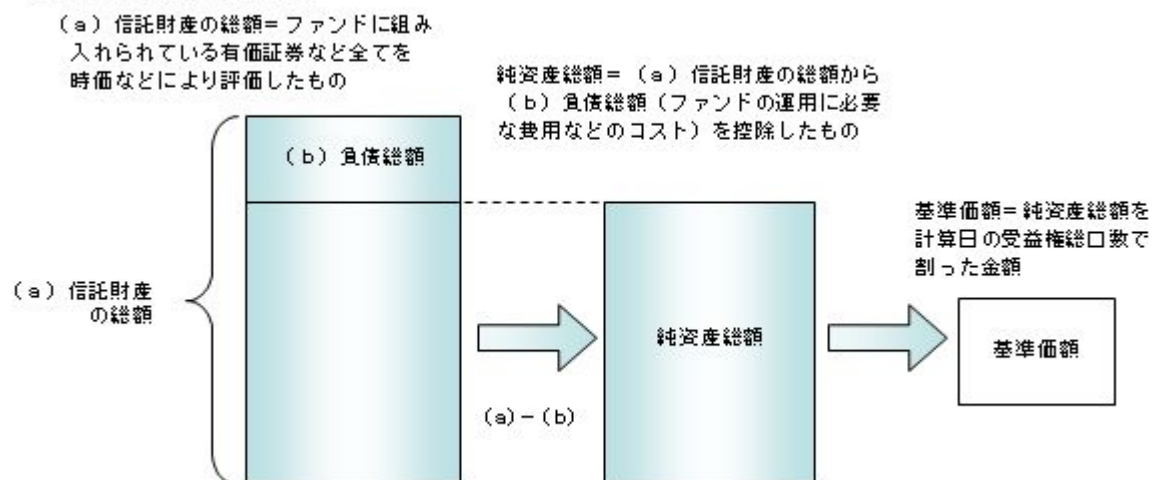 （a）信託財産の総額＝ファンドに組み
入れられている有価証券など全てを
時価などにより評価したもの
純資産総額＝（a）信託財産の総額から
（b）負債総額（ファンドの運用に必要
な費用などのコスト）を控除したもの
（b）負債総額
基準価額＝純資産総額を
計算日の受益権総口数で
割った金額
（a）信託財産
の総額
純資産総額
基準価額
（a）－（b）